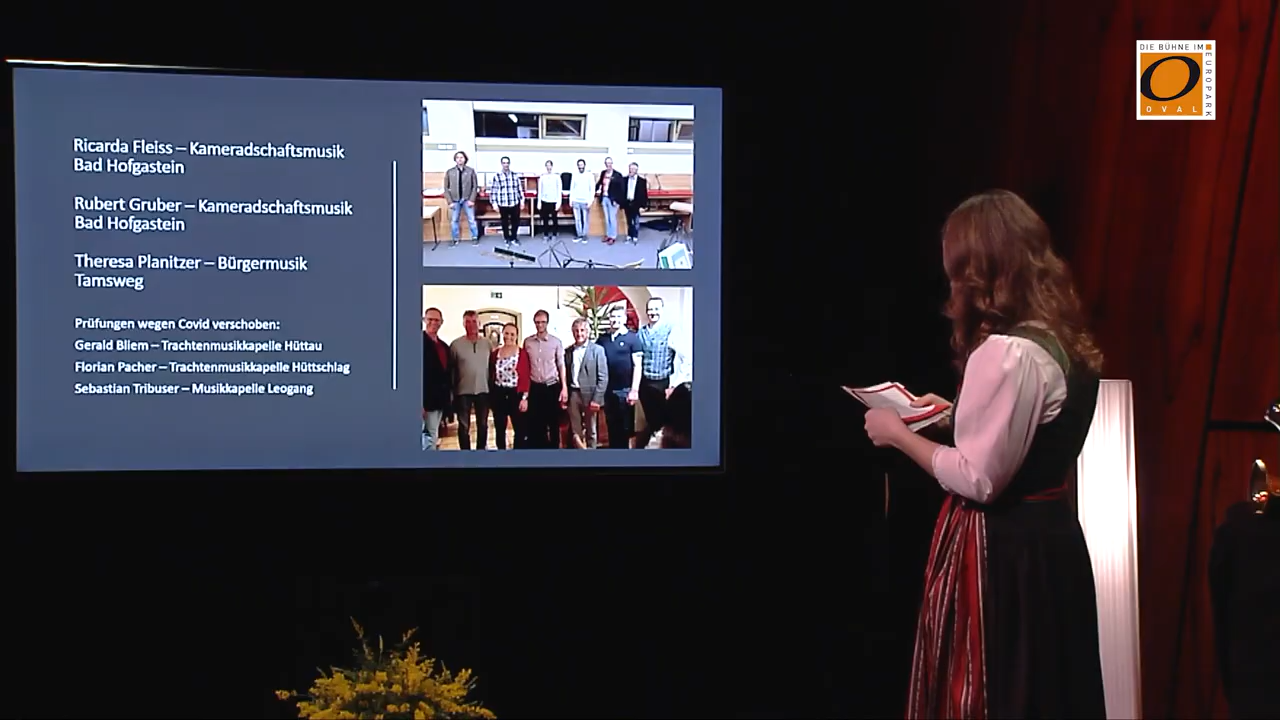 Ricarda Fleiss – Kameradschaftsmusik
Bad Hofgastein
Rubert Gruber – Kameradschaftsmusik
Bad Hofgastein
Theresa Planitzer – Bürgermusik
Tamsweg
Prüfungen wegen Covid verschoben:
Gerald Bliem – Trachtenmusikkapelle Hüttau
Florian Pacher – Trachtenmusikkapelle Hüttschlag
Sebastian Tribuser – Musikkapelle Leogang
DIE BÜHNE IM
EUROPARK
OVAL